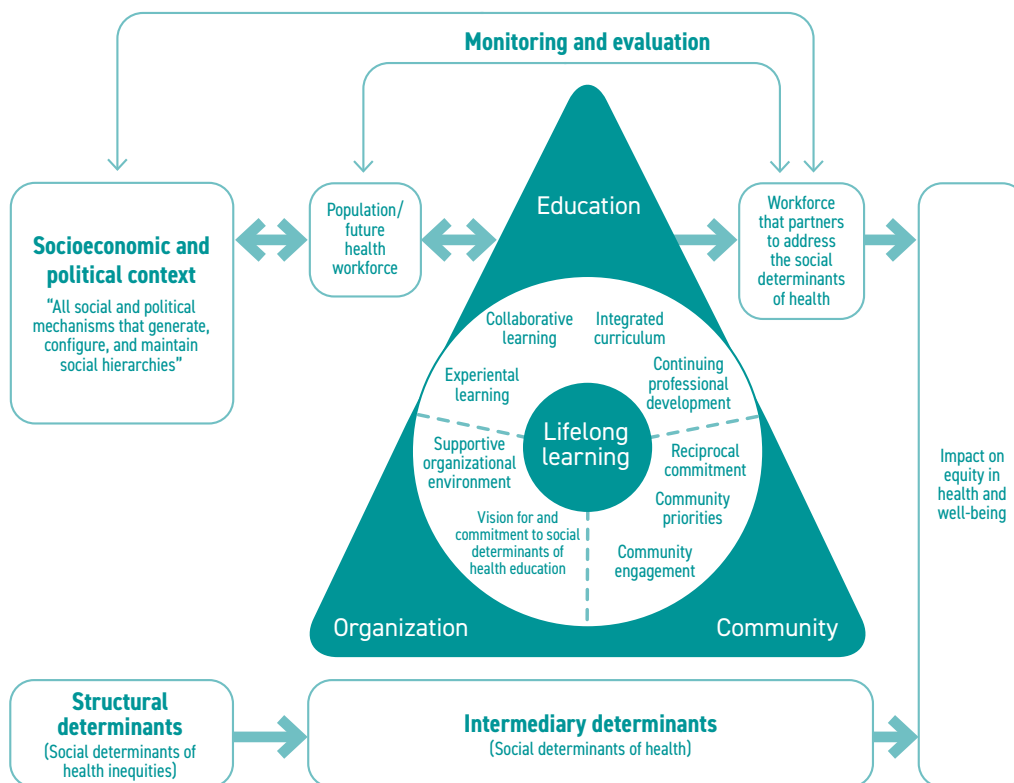 Monitoring and evaluation
Socioeconomic and
political context
“All social and political
mechanisms that generate,
configure, and maintain
social hierarchies”
Population/
future
health
workforce
Education
Workforce
that partners
to address
the social
determinants
of health
Collaborative
learning
Integrated
curriculum
Experiental
learning
Continuing
professional
development
Lifelong
learning
Supportive
organizational
environment
Reciprocal
commitment
Community
priorities
Vision for and
commitment to social
determinants of
health education
Community
engagement
Organization
Community
Impact on
equity in
health and
well-being
Structural
determinants
(Social determinants of
health inequities)
Intermediary determinants
(Social determinants of health)